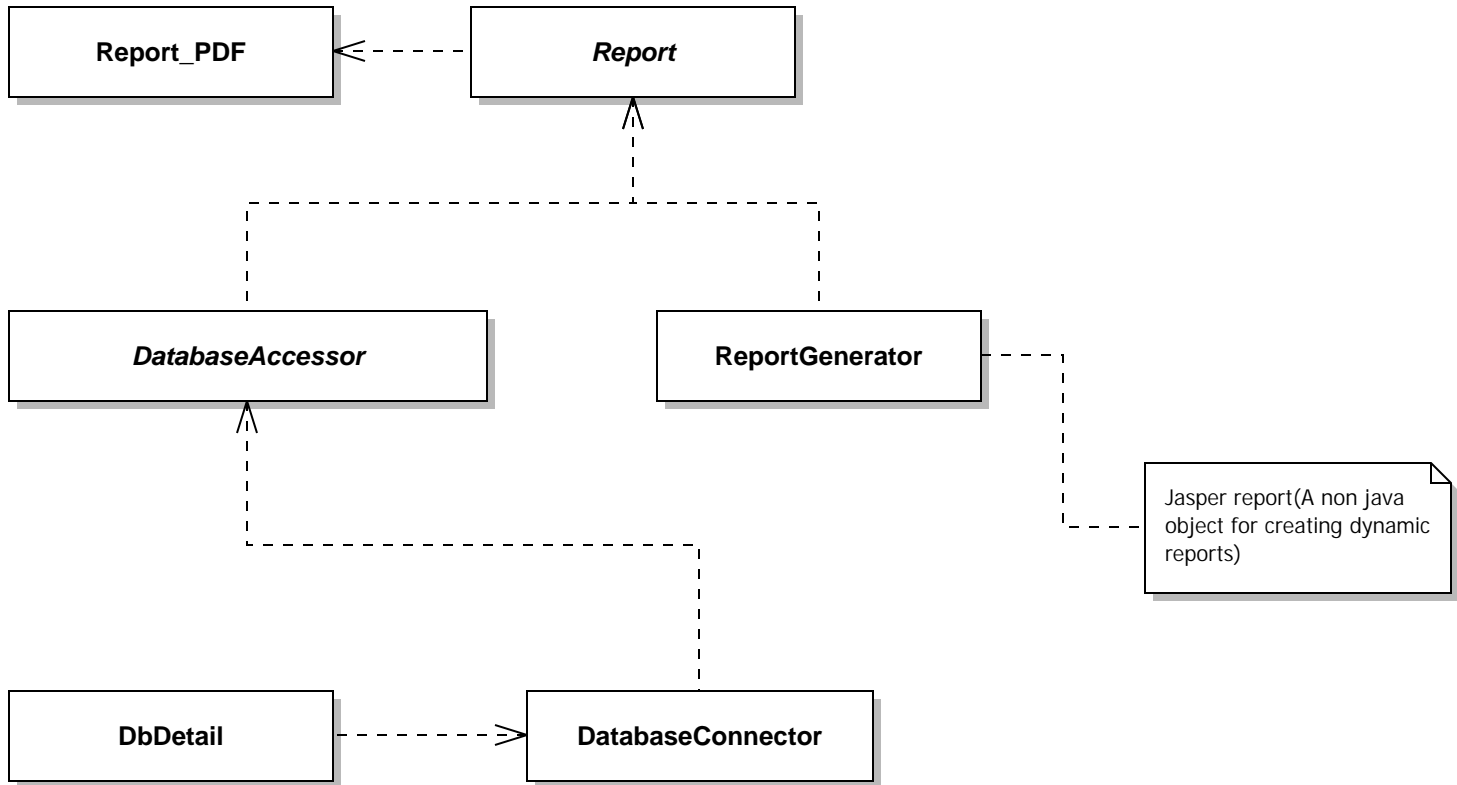 Report_PDF
Report
DatabaseAccessor
ReportGenerator
Jasper report(A non java
object for creating dynamic
reports)
DbDetail
DatabaseConnector